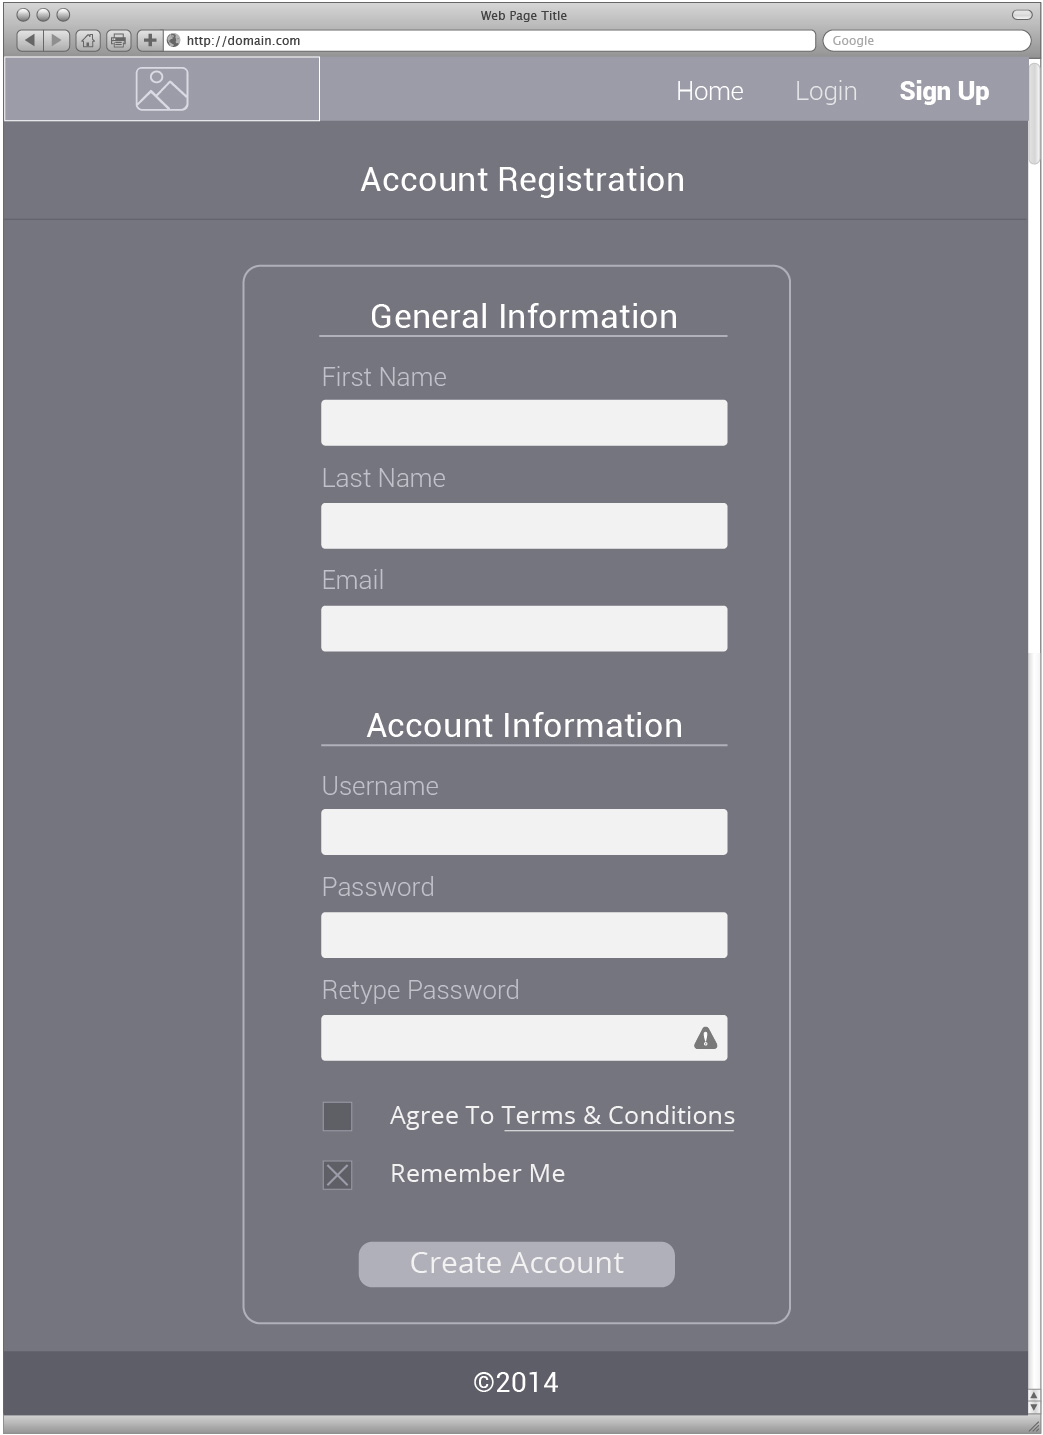 Web Page Title
http://domain.com
Google
Home Login Sign Up
Account Registration
General Information
First Name
Last Name
Email
Account Information
Username
Password
Retype Password
Agree To Terms & Conditions
Remember Me
Create Account
©2014